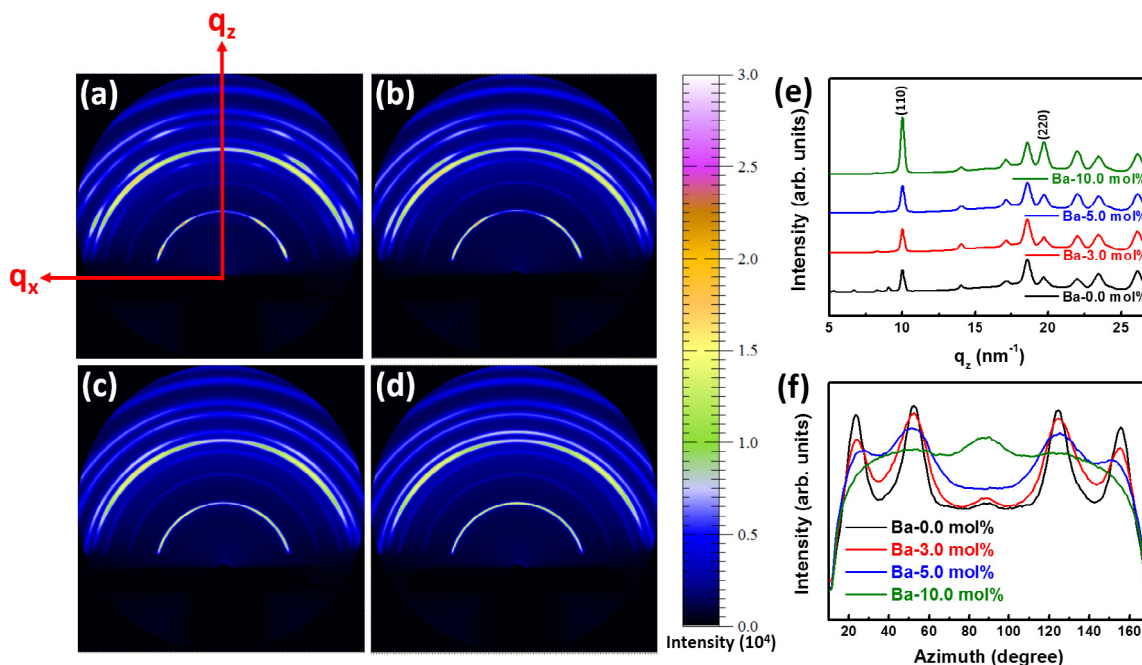 qz
qx
(a)
(b)
(c)
(d)
3.0
2.5
2.0
1.5
1.0
0.5
0.0
Intensity (10⁴)
(e)
(110)
(220)
Ba-10.0 mol%
Ba-5.0 mol%
Ba-3.0 mol%
Ba-0.0 mol%
Intensity (arb. units)
5 10 15 20 25
qz (nm⁻¹)
(f)
Ba-0.0 mol%
Ba-3.0 mol%
Ba-5.0 mol%
Ba-10.0 mol%
Intensity (arb. units)
20 40 60 80 100 120 140 160
Azimuth (degree)